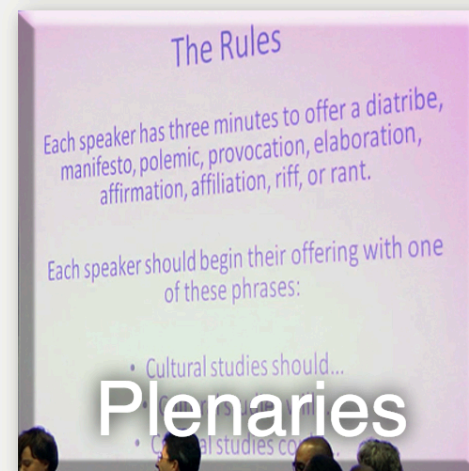 The Rules
Each speaker has three minutes to offer a diatribe,
manifesto, polemic, provocation, elaboration,
affirmation, affiliation, riff, or rant.
Each speaker should begin their offering with one
of these phrases:
• Cultural studies should...
Plenaries
• studies